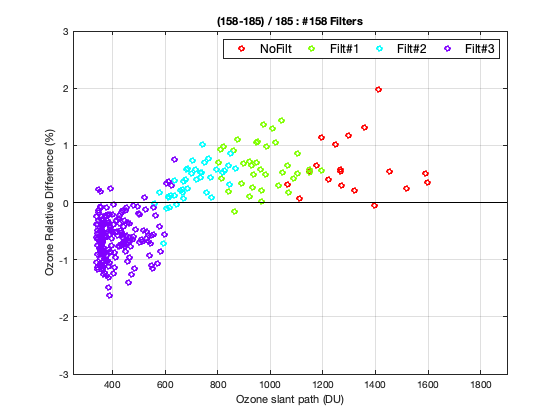 (158-185) / 185 : #158 Filters
NoFilt Filt#1 Filt#2 Filt#3
3
2
1
0
-1
-2
-3
Ozone Relative Difference (%)
400 600 800 1000 1200 1400 1600 1800
Ozone slant path (DU)